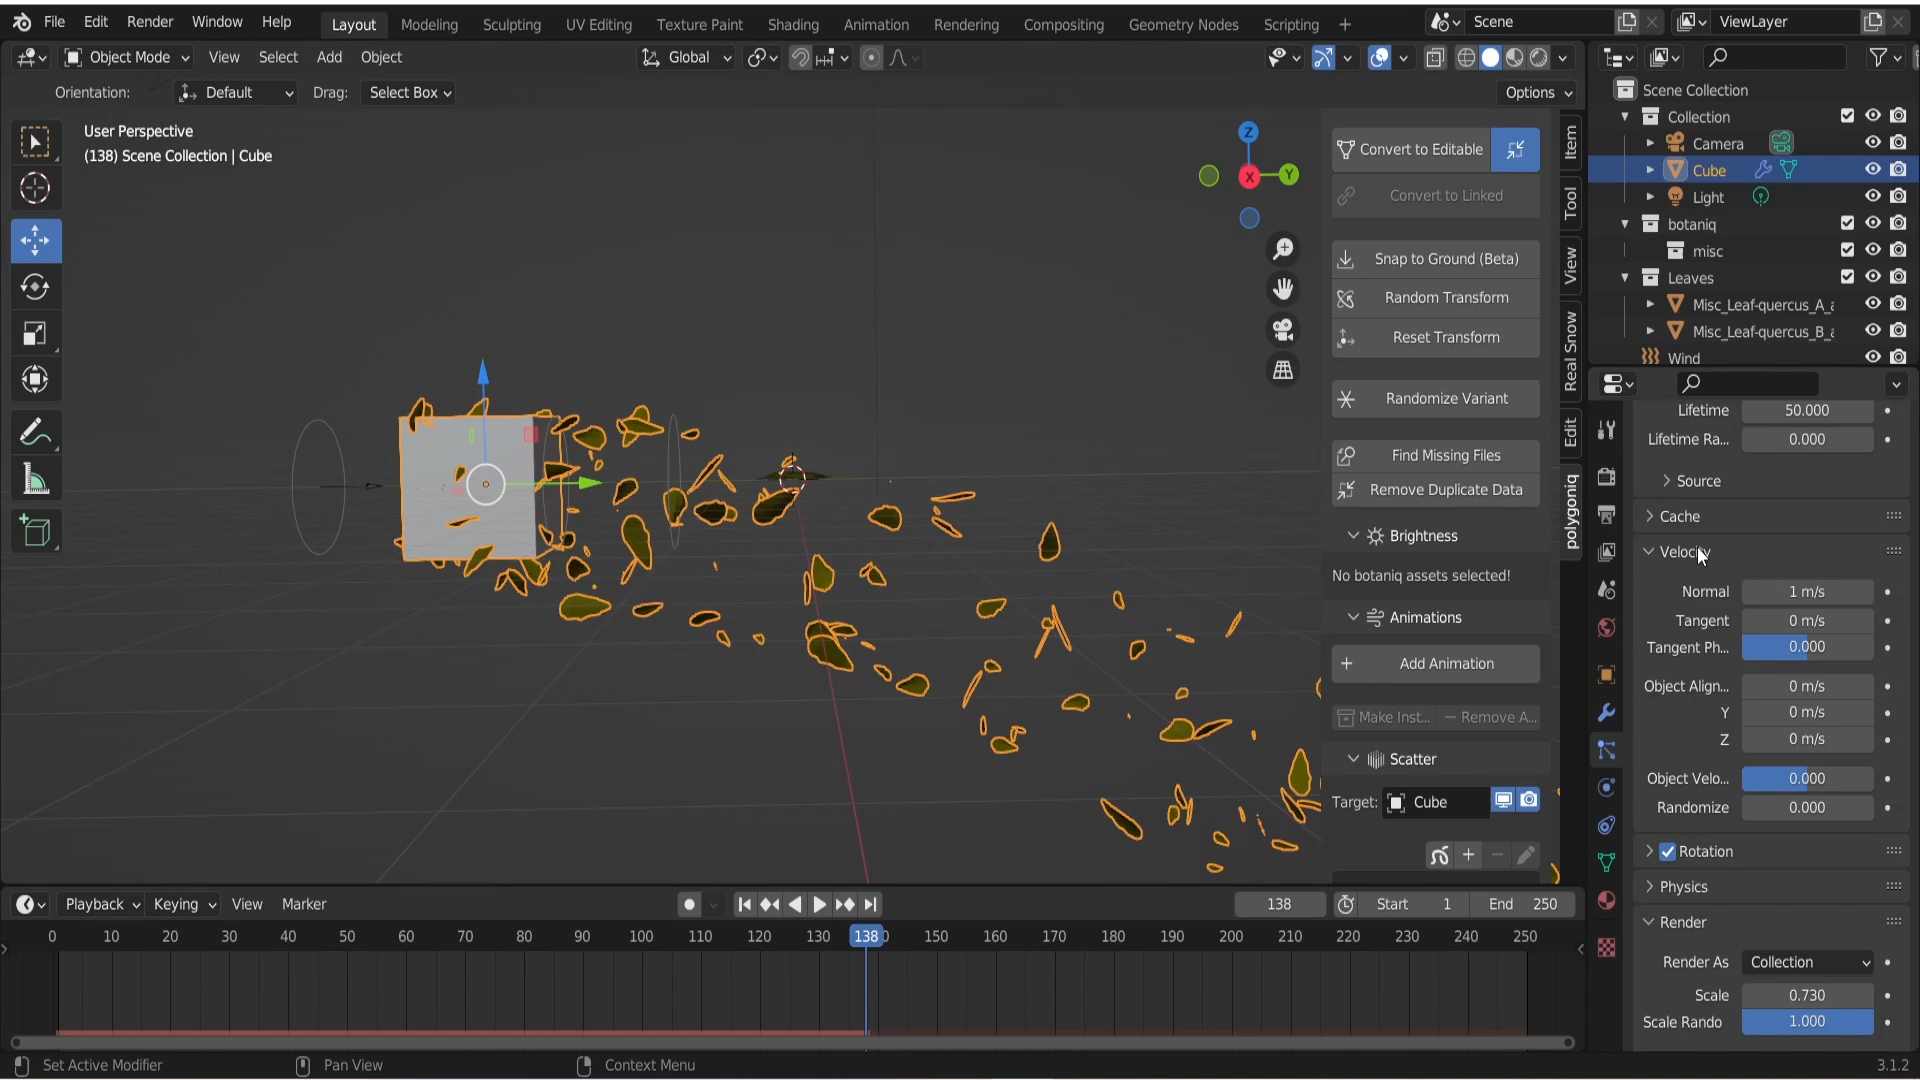 File Edit Render Window Help Layout Modeling Sculpting UV Editing Texture Paint Shading Animation Rendering Compositing Geometry Nodes Scripting + Scene ViewLayer
Object Mode View Select Add Object Global
Orientation: Default Drag: Select Box Options
User Perspective
(138) Scene Collection | Cube
Z
X
Y
Convert to Editable
Convert to Linked
Snap to Ground (Beta)
Random Transform
Reset Transform
Randomize Variant
Find Missing Files
Remove Duplicate Data
Brightness
No botaniq assets selected!
Animations
+ Add Animation
Make Inst... Remove A...
Scatter
Target: Cube
Item
Tool
View
Real Snow
Edit
polygoniq
Scene Collection
Collection
Camera
Cube
Light
botaniq
misc
Leaves
Misc_Leaf-quercus_A_a
Misc_Leaf-quercus_B_a
Wind
Lifetime 50.000
Lifetime Ra... 0.000
Source
Cache
Velocity
Normal 1 m/s
Tangent 0 m/s
Tangent Ph... 0.000
Object Align... 0 m/s
Y 0 m/s
Z 0 m/s
Object Velo... 0.000
Randomize 0.000
Rotation
Physics
Render
Render As Collection
Scale 0.730
Scale Rando 1.000
Playback Keying View Marker 138 Start 1 End 250
0 10 20 30 40 50 60 70 80 90 100 110 120 130 138 0 150 160 170 180 190 200 210 220 230 240 250
Set Active Modifier Pan View Context Menu 3.1.2